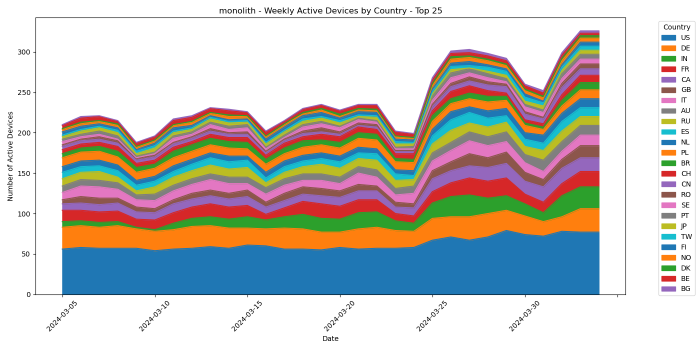 monolith - Weekly Active Devices by Country - Top 25
Number of Active Devices
300
250
200
150
100
50
0
2024-03-05
2024-03-10
2024-03-15
2024-03-20
2024-03-25
2024-03-30
Date
Country
US
DE
IN
FR
CA
GB
IT
AU
RU
ES
NL
PL
BR
CH
CN
RO
SE
PT
JP
TW
FI
NO
DK
BE
BG